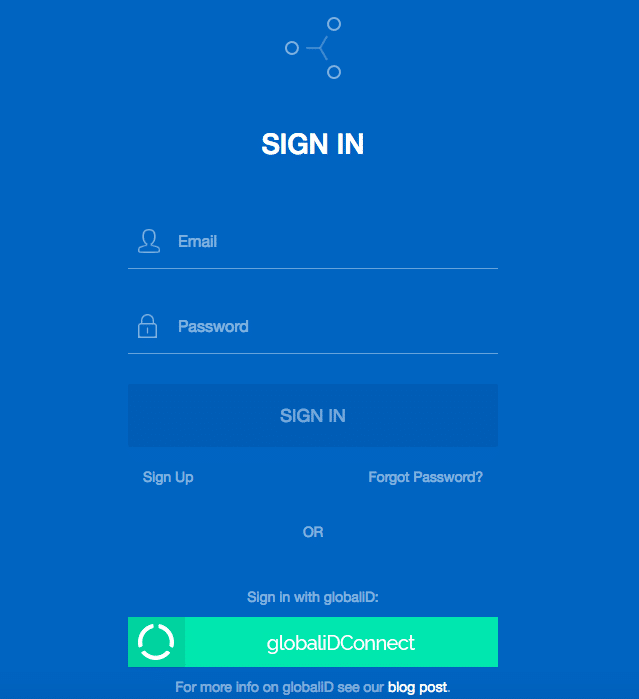 SIGN IN
Email
Password
SIGN IN
Sign Up Forgot Password?
OR
Sign in with globaliD:
globaliDConnect
For more info on globaliD see our blog post.